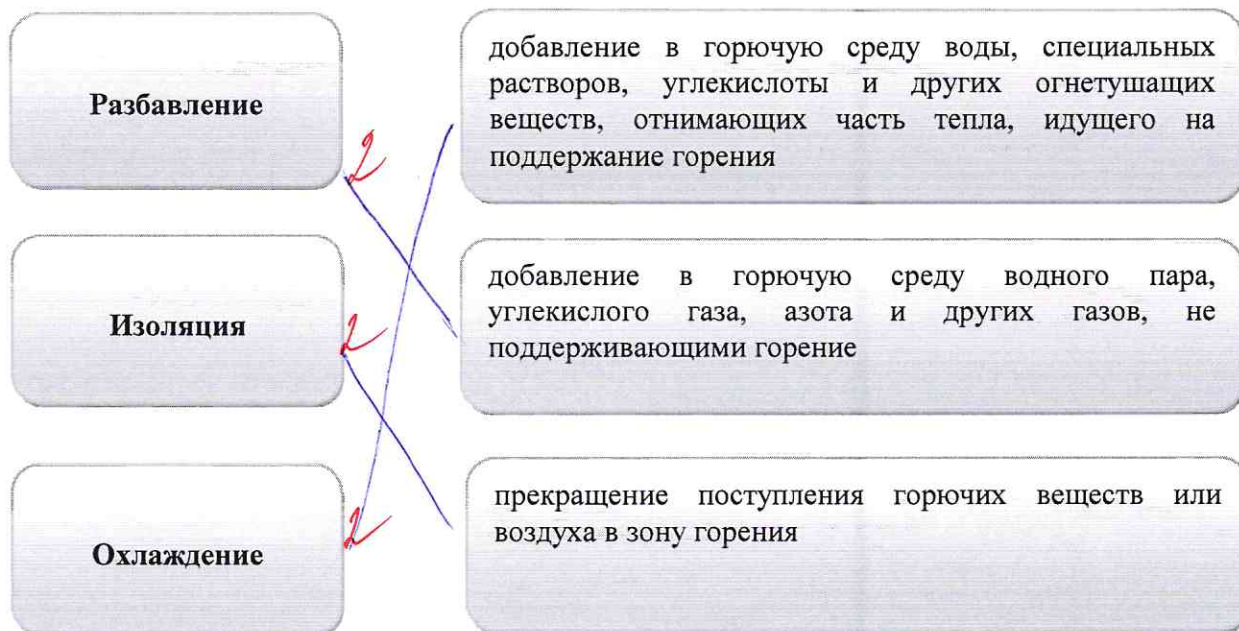 Разбавление
добавление в горючую среду воды, специальных
растворов, углекислоты и других огнетушащих
веществ, отнимающих часть тепла, идущего на
поддержание горения
2
Изоляция
добавление в горючую среду водного пара,
углекислого газа, азота и других газов, не
поддерживающими горение
2
Охлаждение
прекращение поступления горючих веществ или
воздуха в зону горения
2